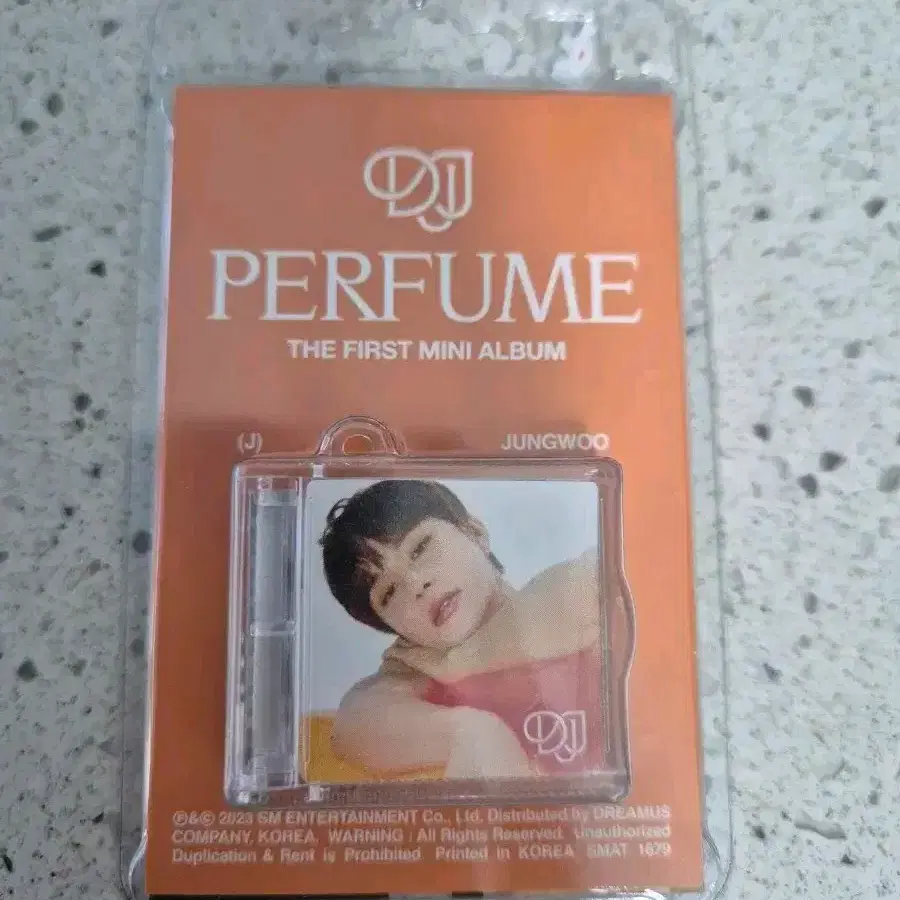 DJ
PERFUME
THE FIRST MINI ALBUM
(J) JUNGWOO
DJ
Ⓟ&© 2023 SM ENTERTAINMENT Co., Ltd. Distributed by DREAMUS
COMPANY, KOREA. WARNING : All Rights Reserved. Unauthorized
Duplication & Rent is Prohibited. Printed in KOREA SMAT 1679